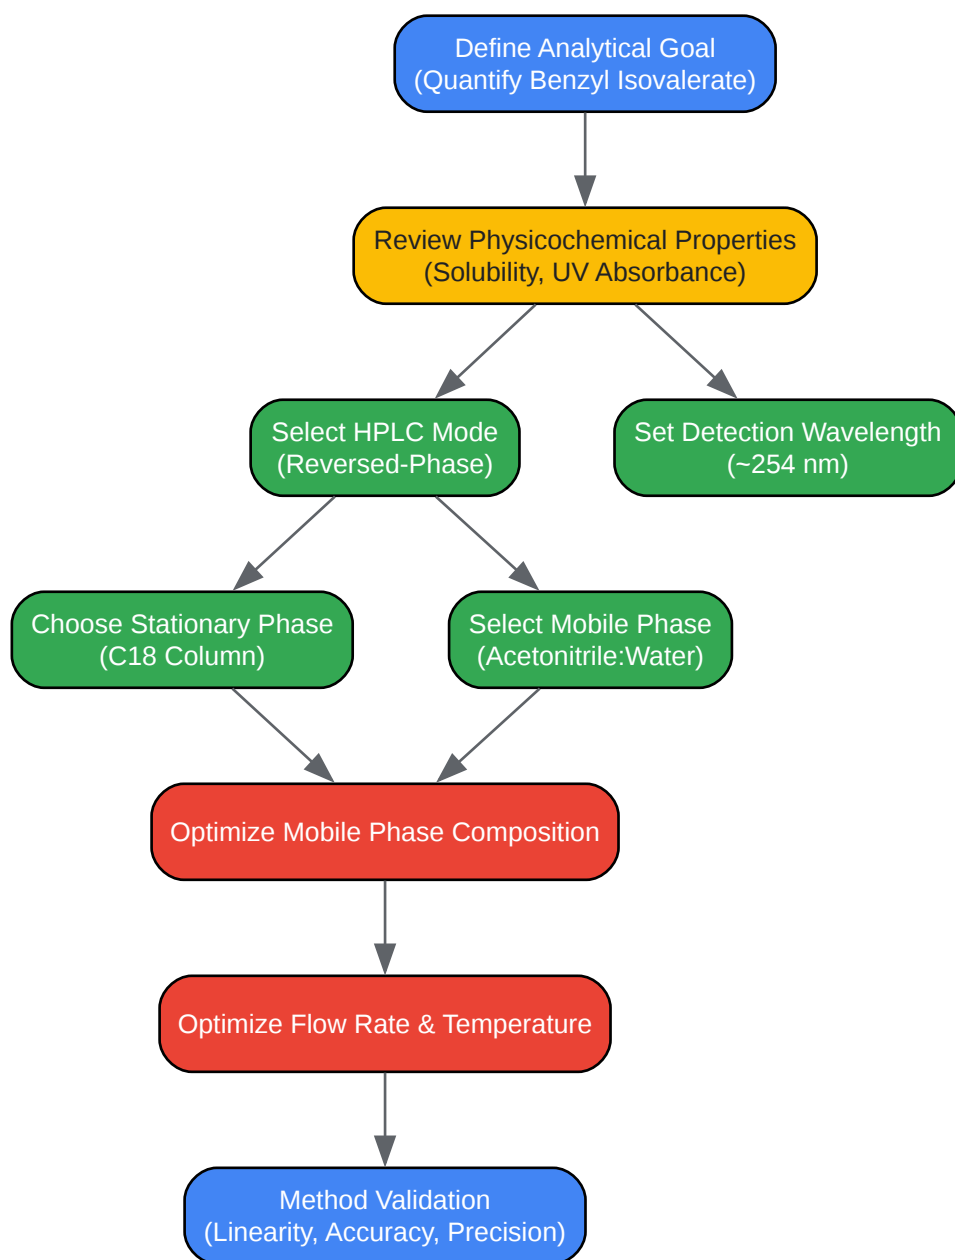 Define Analytical Goal
(Quantify Benzyl Isovalerate)
Review Physicochemical Properties
(Solubility, UV Absorbance)
Select HPLC Mode
(Reversed-Phase)
Set Detection Wavelength
(~254 nm)
Choose Stationary Phase
(C18 Column)
Select Mobile Phase
(Acetonitrile:Water)
Optimize Mobile Phase Composition
Optimize Flow Rate & Temperature
Method Validation
(Linearity, Accuracy, Precision)